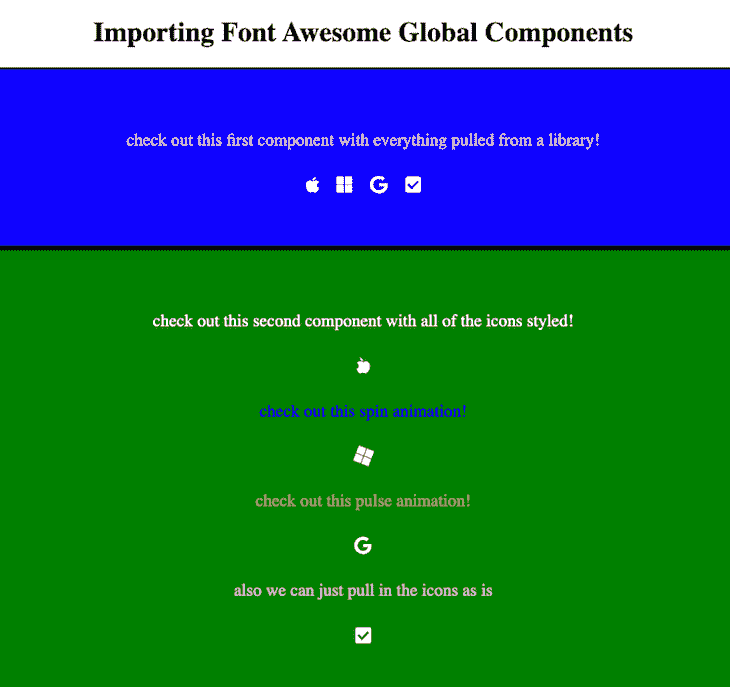 Importing Font Awesome Global Components
check out this first component with everything pulled from a library!
check out this second component with all of the icons styled!
check out this spin animation!
check out this pulse animation!
also we can just pull in the icons as is